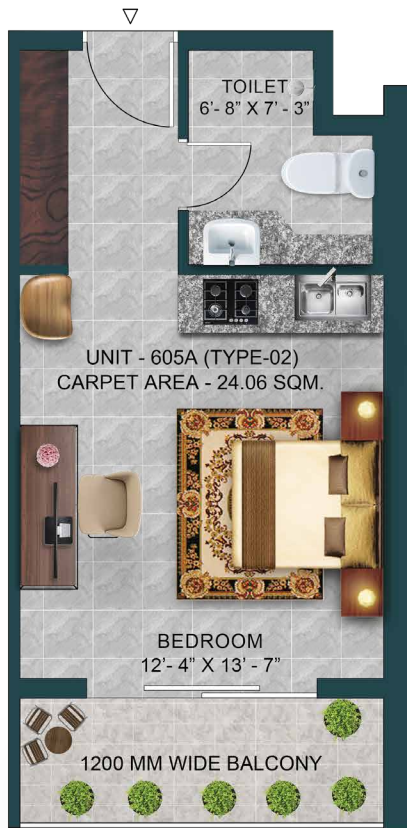 TOILET
6'- 8" X 7' - 3"
UNIT - 605A (TYPE-02)
CARPET AREA - 24.06 SQM.
BEDROOM
12'- 4" X 13' - 7"
1200 MM WIDE BALCONY